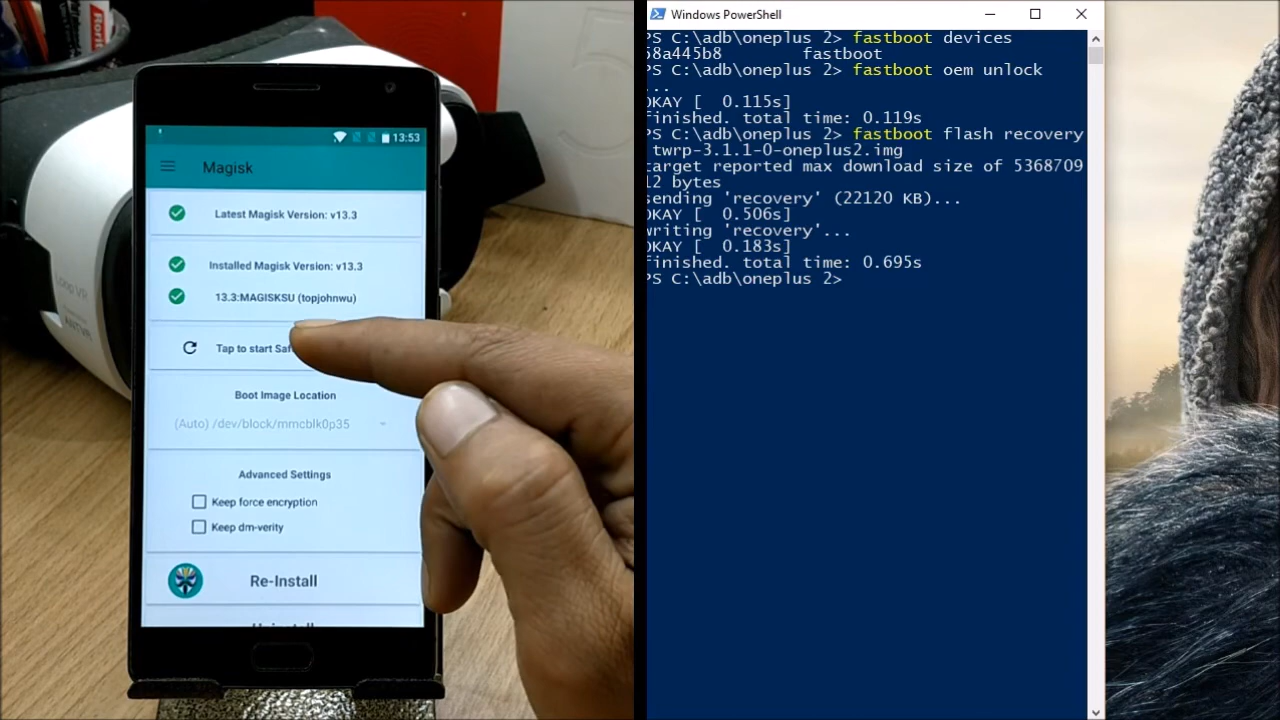 Rorit
Loop VR
ANTVR
13:53
Magisk
Latest Magisk Version: v13.3
Installed Magisk Version: v13.3
13.3:MAGISKSU (topjohnwu)
Tap to start
Boot Image Location
(Auto) /dev/block/mmcblk0p35
Advanced Settings
Keep force encryption
Keep dm-verity
Re-Install
Windows PowerShell
PS C:\adb\oneplus 2> fastboot devices
58a445b8 fastboot
PS C:\adb\oneplus 2> fastboot oem unlock
...
OKAY [ 0.115s]
finished. total time: 0.119s
PS C:\adb\oneplus 2> fastboot flash recovery
twrp-3.1.1-0-oneplus2.img
target reported max download size of 5368709
12 bytes
sending 'recovery' (22120 KB)...
OKAY [ 0.506s]
writing 'recovery'...
OKAY [ 0.183s]
finished. total time: 0.695s
PS C:\adb\oneplus 2>